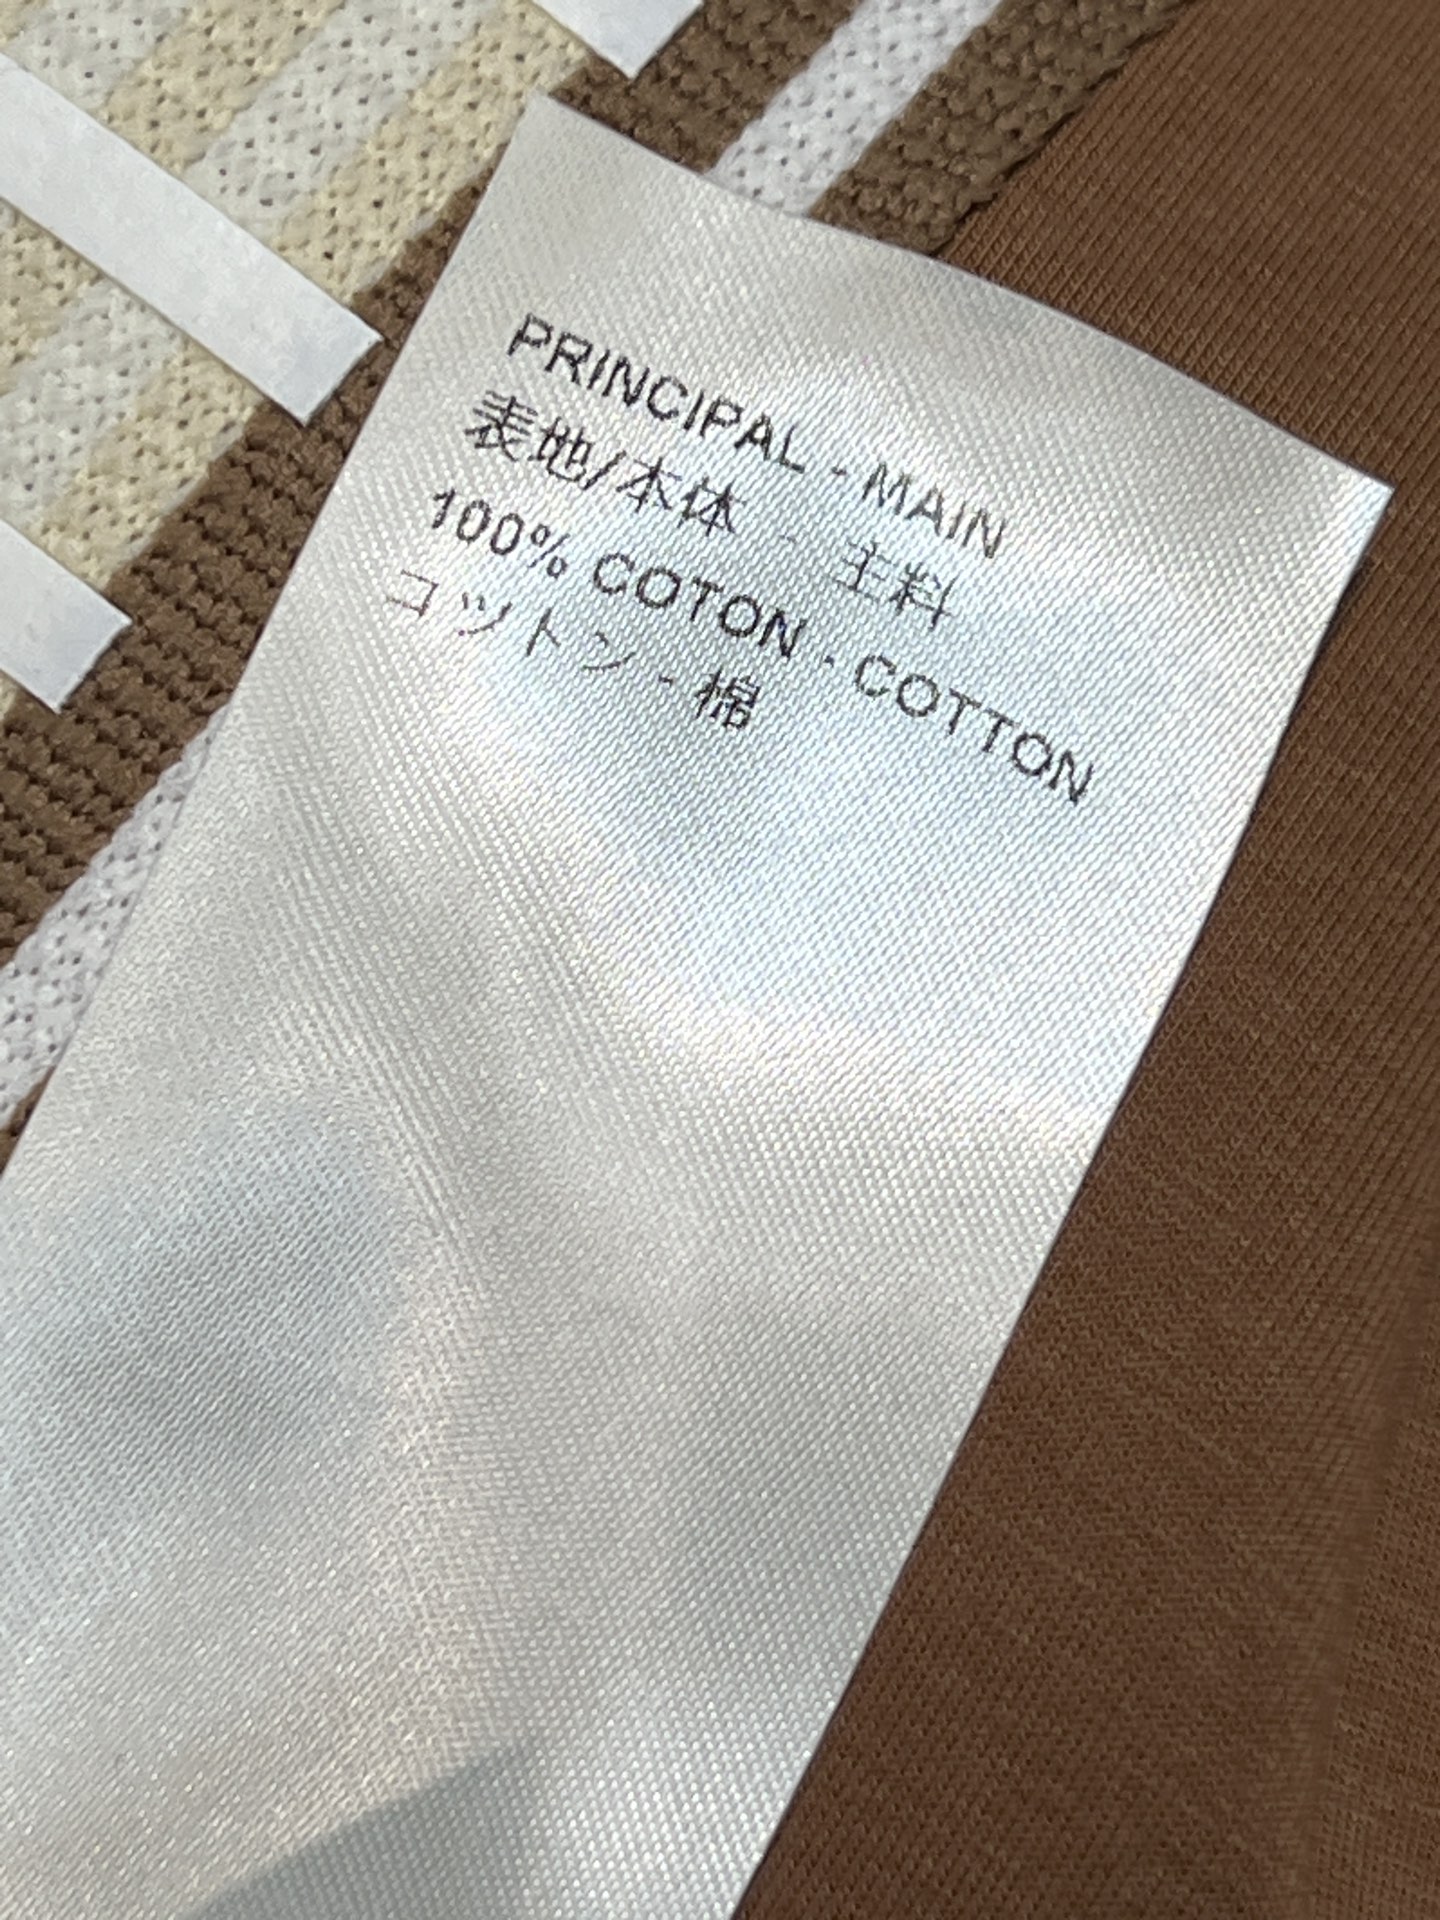 PRINCIPAL - MAIN
表地/本体 - 主料
100% COTON - COTTON
コットン - 棉